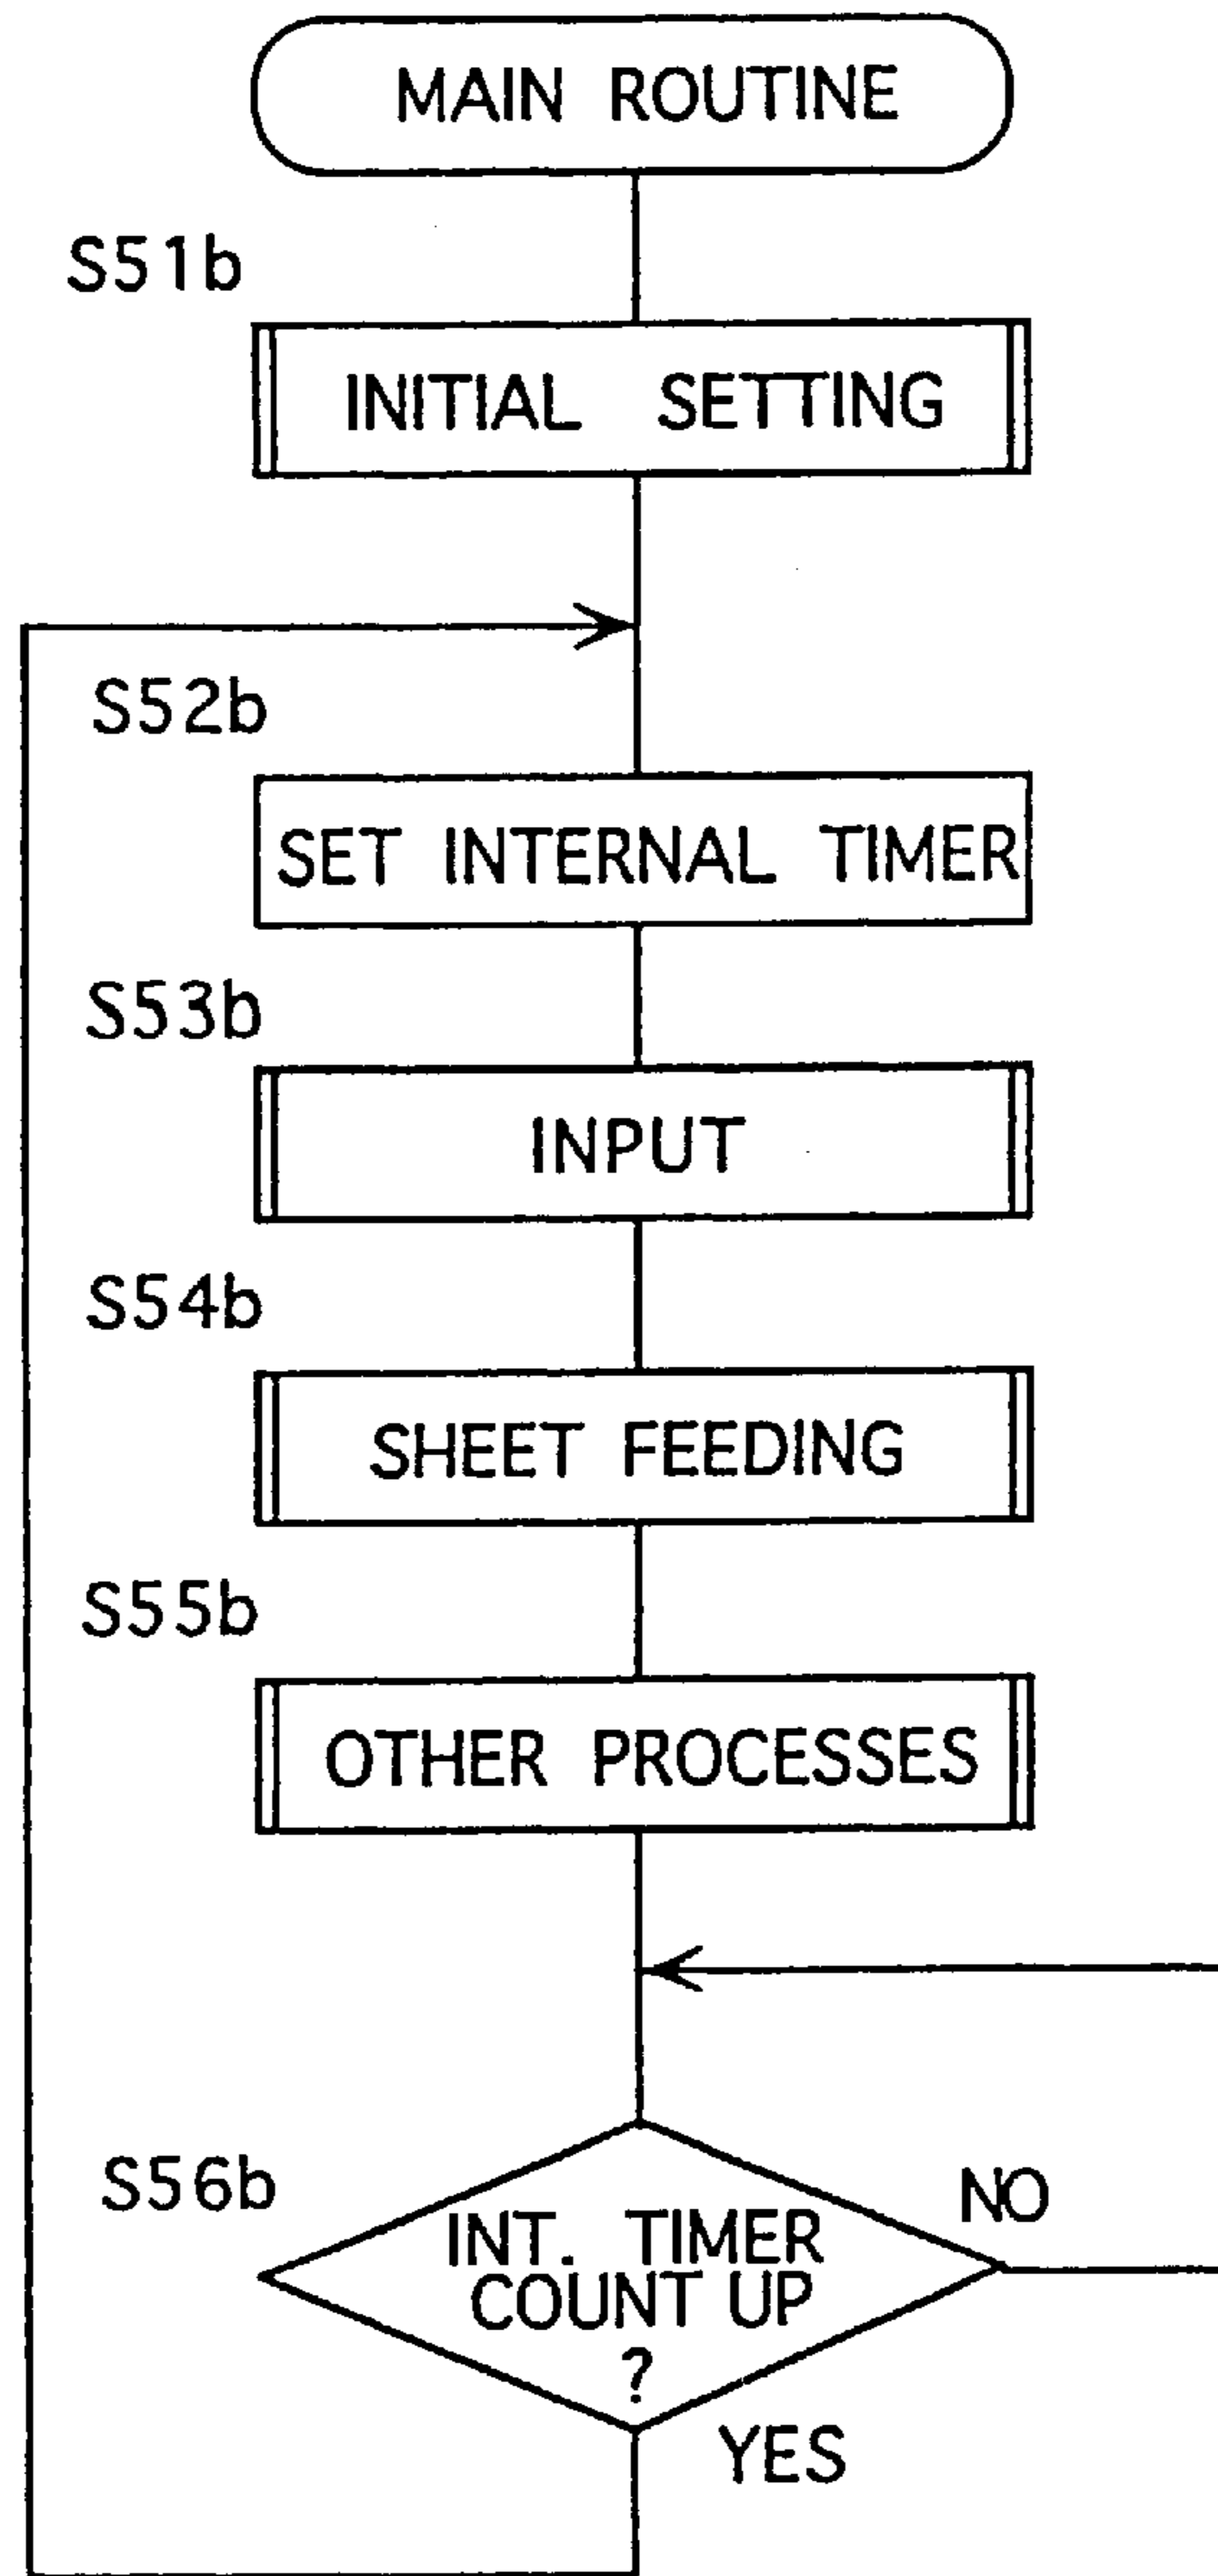 MAIN ROUTINE
S51b
INITIAL SETTING
S52b
SET INTERNAL TIMER
S53b
INPUT
S54b
SHEET FEEDING
S55b
OTHER PROCESSES
S56b
INT. TIMER
COUNT UP
?
NO
YES